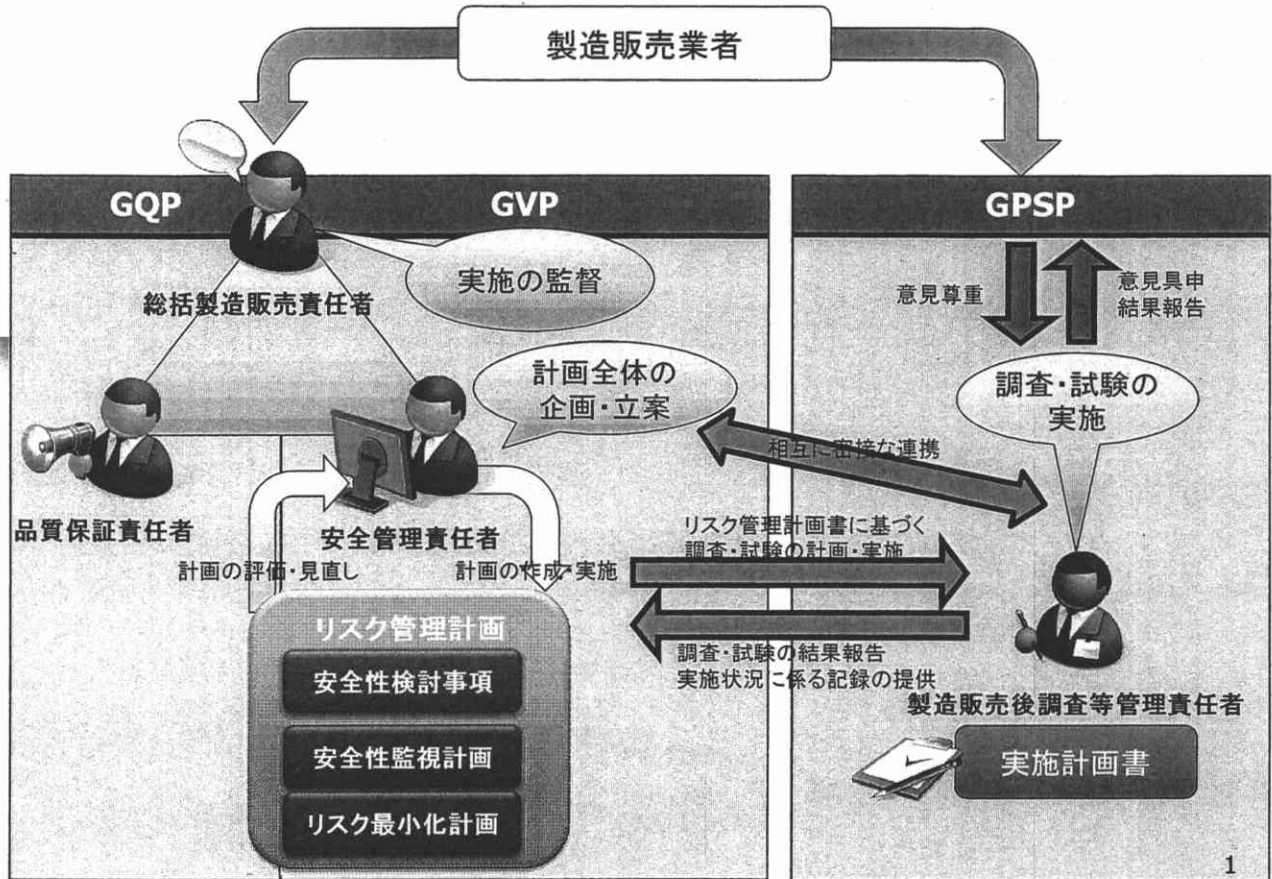 製造販売業者
GQP
GVP
総括製造販売責任者
実施の監督
計画全体の
企画・立案
品質保証責任者
安全管理責任者
計画の評価・見直し
計画の作成・実施
リスク管理計画
安全性検討事項
安全性監視計画
リスク最小化計画
相互に密接な連携
リスク管理計画書に基づく
調査・試験の計画・実施
調査・試験の結果報告
実施状況に係る記録の提供
GPSP
意見尊重
意見具申
結果報告
調査・試験の
実施
製造販売後調査等管理責任者
実施計画書
1